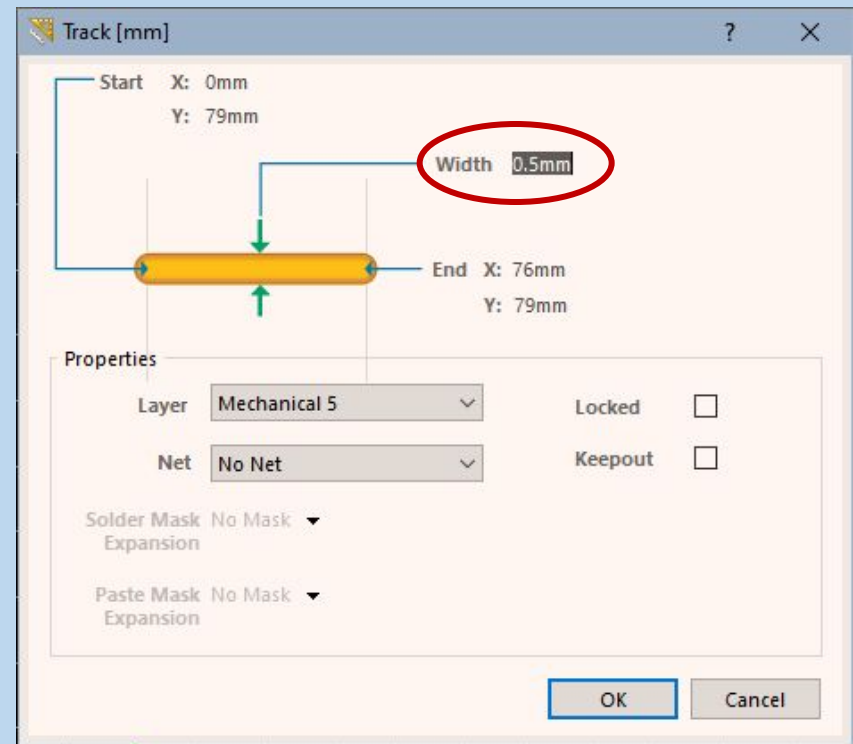 Track [mm] ?
Start X: 0mm
Y: 79mm
Width 0.5mm
End X: 76mm
Y: 79mm
Properties
Layer Mechanical 5 Locked
Net No Net Keepout
Solder Mask No Mask
Expansion
Paste Mask No Mask
Expansion
OK Cancel